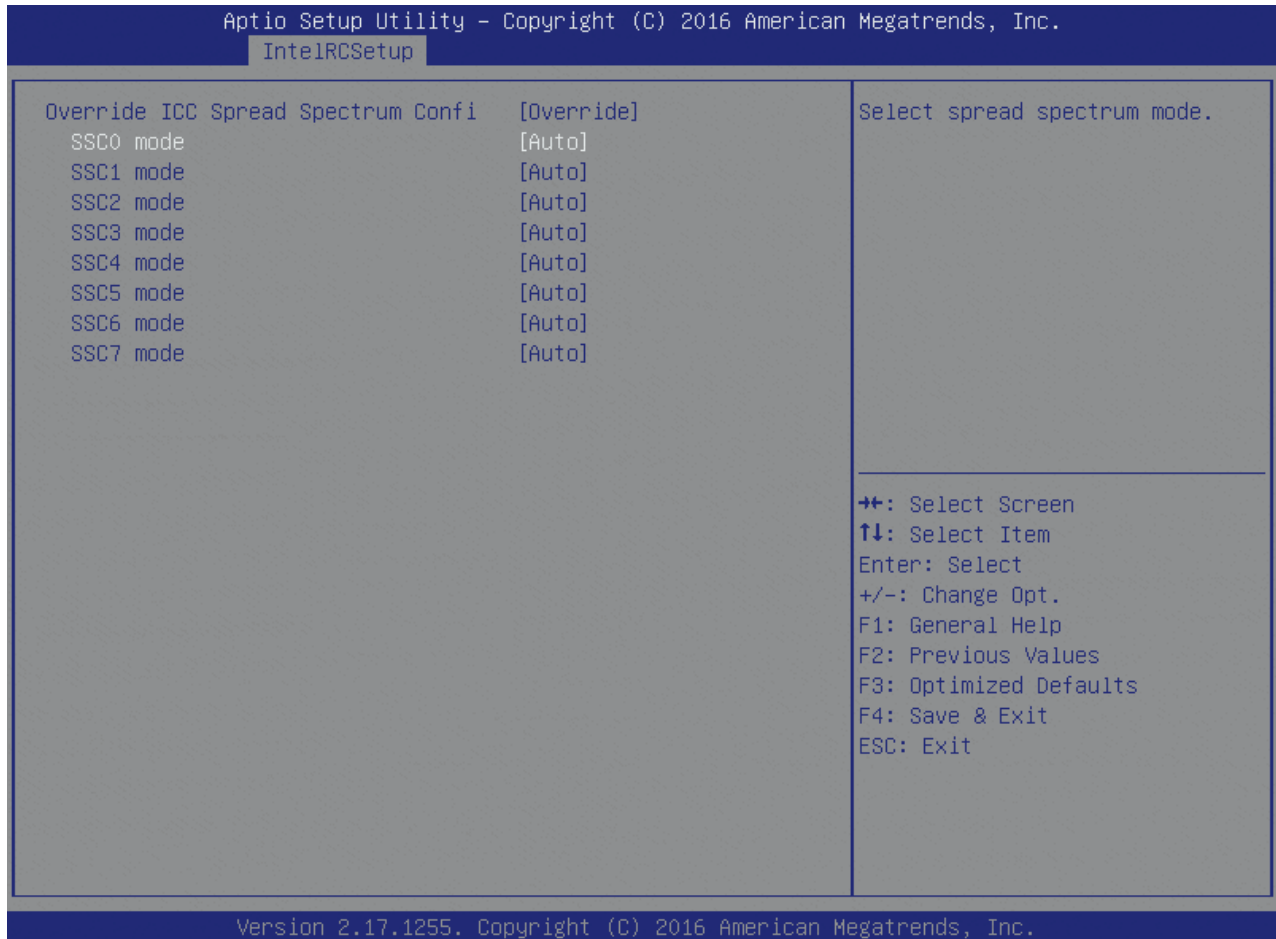 Aptio Setup Utility – Copyright (C) 2016 American Megatrends, Inc.
IntelRCSetup
Override ICC Spread Spectrum Confi [Override]
SSC0 mode [Auto]
SSC1 mode [Auto]
SSC2 mode [Auto]
SSC3 mode [Auto]
SSC4 mode [Auto]
SSC5 mode [Auto]
SSC6 mode [Auto]
SSC7 mode [Auto]
Select spread spectrum mode.
→←: Select Screen
↑↓: Select Item
Enter: Select
+/-: Change Opt.
F1: General Help
F2: Previous Values
F3: Optimized Defaults
F4: Save & Exit
ESC: Exit
Version 2.17.1255. Copyright (C) 2016 American Megatrends, Inc.